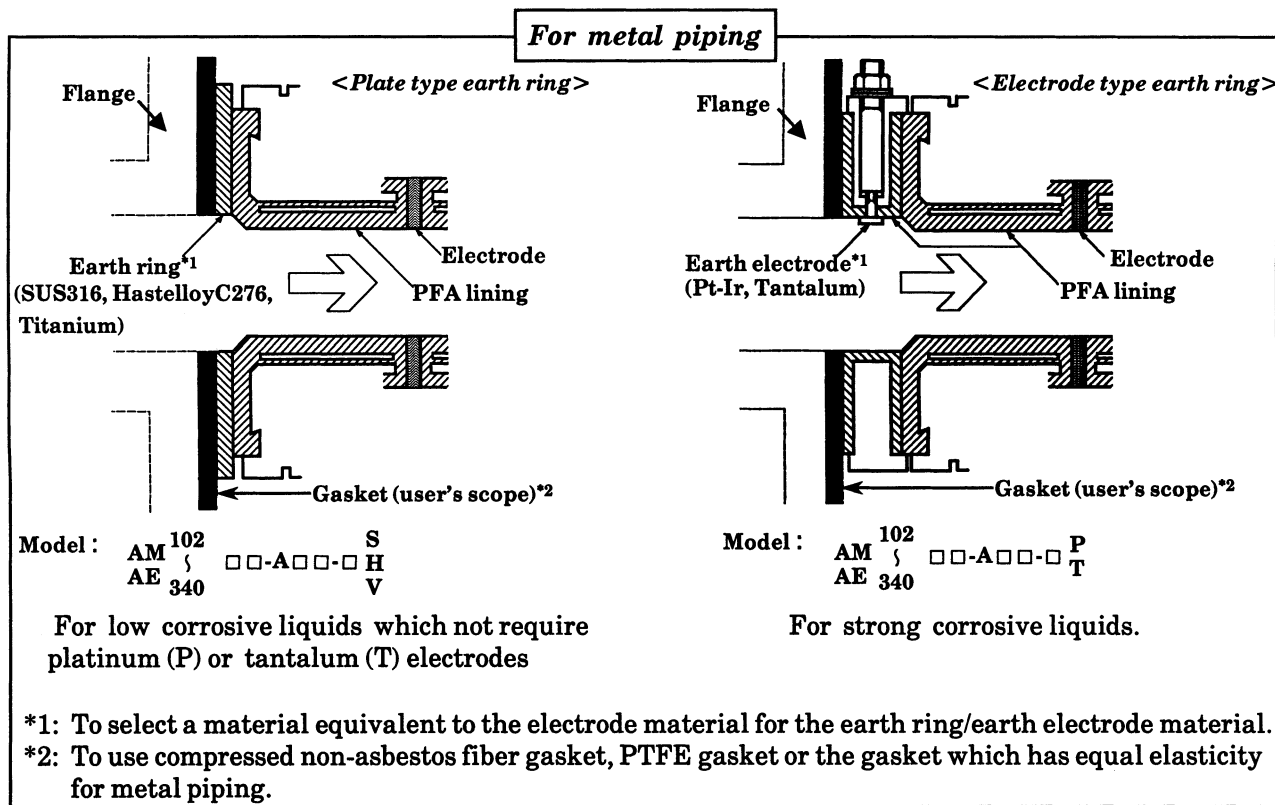 For metal piping
<Plate type earth ring>
Flange
Electrode
Earth ring*1
(SUS316, HastelloyC276,
Titanium)
PFA lining
Gasket (user's scope)*2
Model : AM AE 102 ~ 340 □□-A□□-□ S H V
For low corrosive liquids which not require
platinum (P) or tantalum (T) electrodes
<Electrode type earth ring>
Flange
Electrode
Earth electrode*1
(Pt-Ir, Tantalum)
PFA lining
Gasket (user's scope)*2
Model : AM AE 102 ~ 340 □□-A□□-□ P T
For strong corrosive liquids.
*1: To select a material equivalent to the electrode material for the earth ring/earth electrode material.
*2: To use compressed non-asbestos fiber gasket, PTFE gasket or the gasket which has equal elasticity
for metal piping.